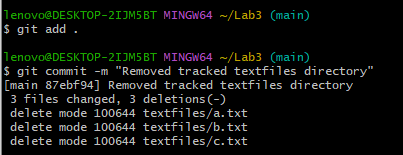 lenovo@DESKTOP-2IJM5BT MINGW64 ~/Lab3 (main)
$ git add .
lenovo@DESKTOP-2IJM5BT MINGW64 ~/Lab3 (main)
$ git commit -m "Removed tracked textfiles directory"
[main 87ebf94] Removed tracked textfiles directory
 3 files changed, 3 deletions(-)
 delete mode 100644 textfiles/a.txt
 delete mode 100644 textfiles/b.txt
 delete mode 100644 textfiles/c.txt